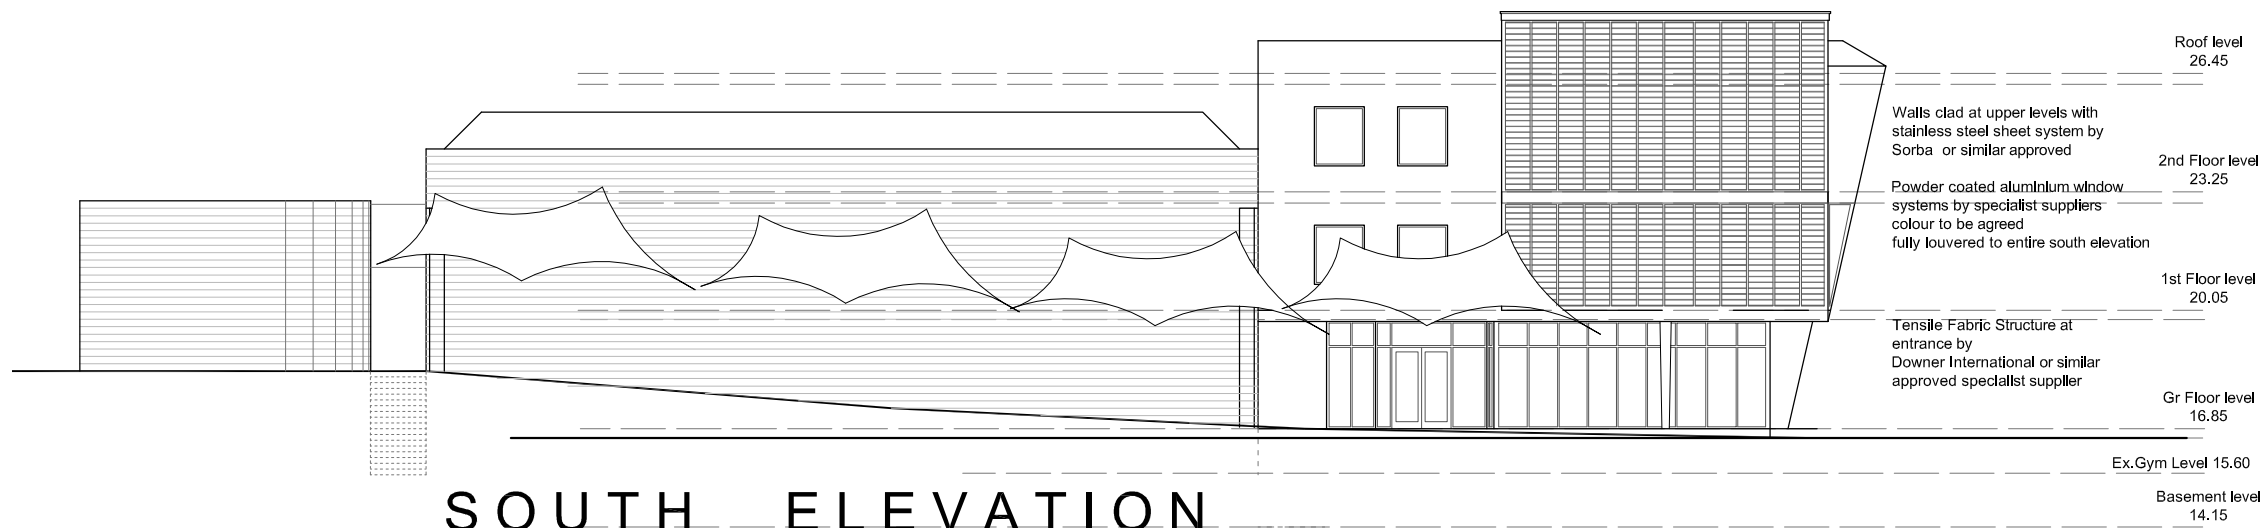 Roof level
26.45
Walls clad at upper levels with
stainless steel sheet system by
Sorba or similar approved
2nd Floor level
23.25
Powder coated aluminium window
systems by specialist suppliers
colour to be agreed
fully louvered to entire south elevation
1st Floor level
20.05
Tensile Fabric Structure at
entrance by
Downer International or similar
approved specialist supplier
Gr Floor level
16.85
Ex.Gym Level 15.60
SOUTH ELEVATION
Basement level
14.15